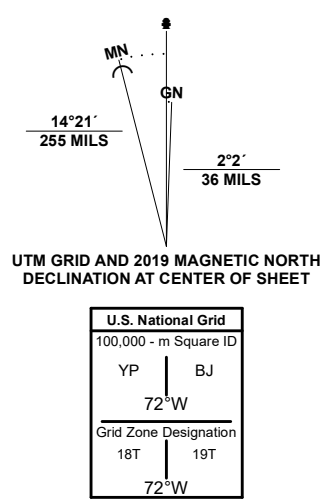 MN
GN
14°21´
255 MILS
2°2´
36 MILS
UTM GRID AND 2019 MAGNETIC NORTH
DECLINATION AT CENTER OF SHEET
U.S. National Grid
100,000 - m Square ID
YP BJ
72°W
Grid Zone Designation
18T 19T
72°W